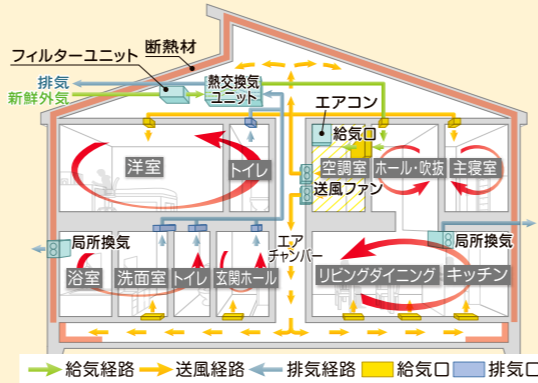 断熱材
フィルターユニット
排気
新鮮外気
熱交換気
ユニット
エアコン
給気口
洋室
トイレ
空調室
ホール・吹抜
主寝室
送風ファン
局所換気
エア
チャンバー
局所換気
浴室
洗面室
トイレ
玄関ホール
リビングダイニング
キッチン
給気経路
送風経路
排気経路
給気口
排気口